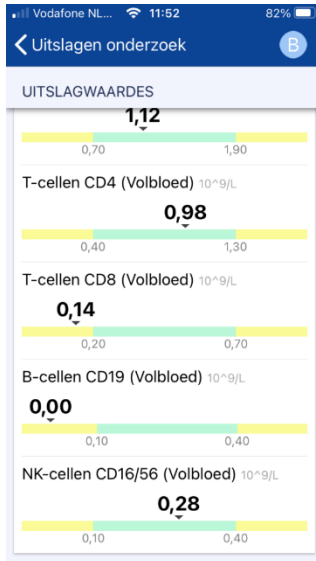 Vodafone NL... 11:52 82%
Uitslagen onderzoek B
UITSLAGWAARDES
1,12
0,70 1,90
T-cellen CD4 (Volbloed) 10^9/L
0,98
0,40 1,30
T-cellen CD8 (Volbloed) 10^9/L
0,14
0,20 0,70
B-cellen CD19 (Volbloed) 10^9/L
0,00
0,10 0,40
NK-cellen CD16/56 (Volbloed) 10^9/L
0,28
0,10 0,40